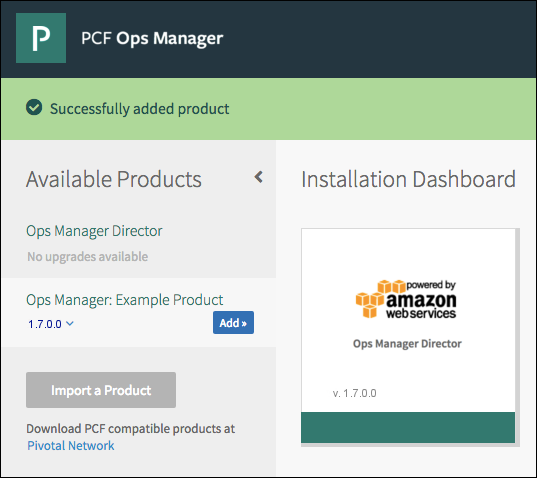 P PCF Ops Manager
Successfully added product
Available Products
Ops Manager Director
No upgrades available
Ops Manager: Example Product
1.7.0.0 Add »
Import a Product
Download PCF compatible products at
Pivotal Network
Installation Dashboard
powered by
amazon
web services
Ops Manager Director
v. 1.7.0.0